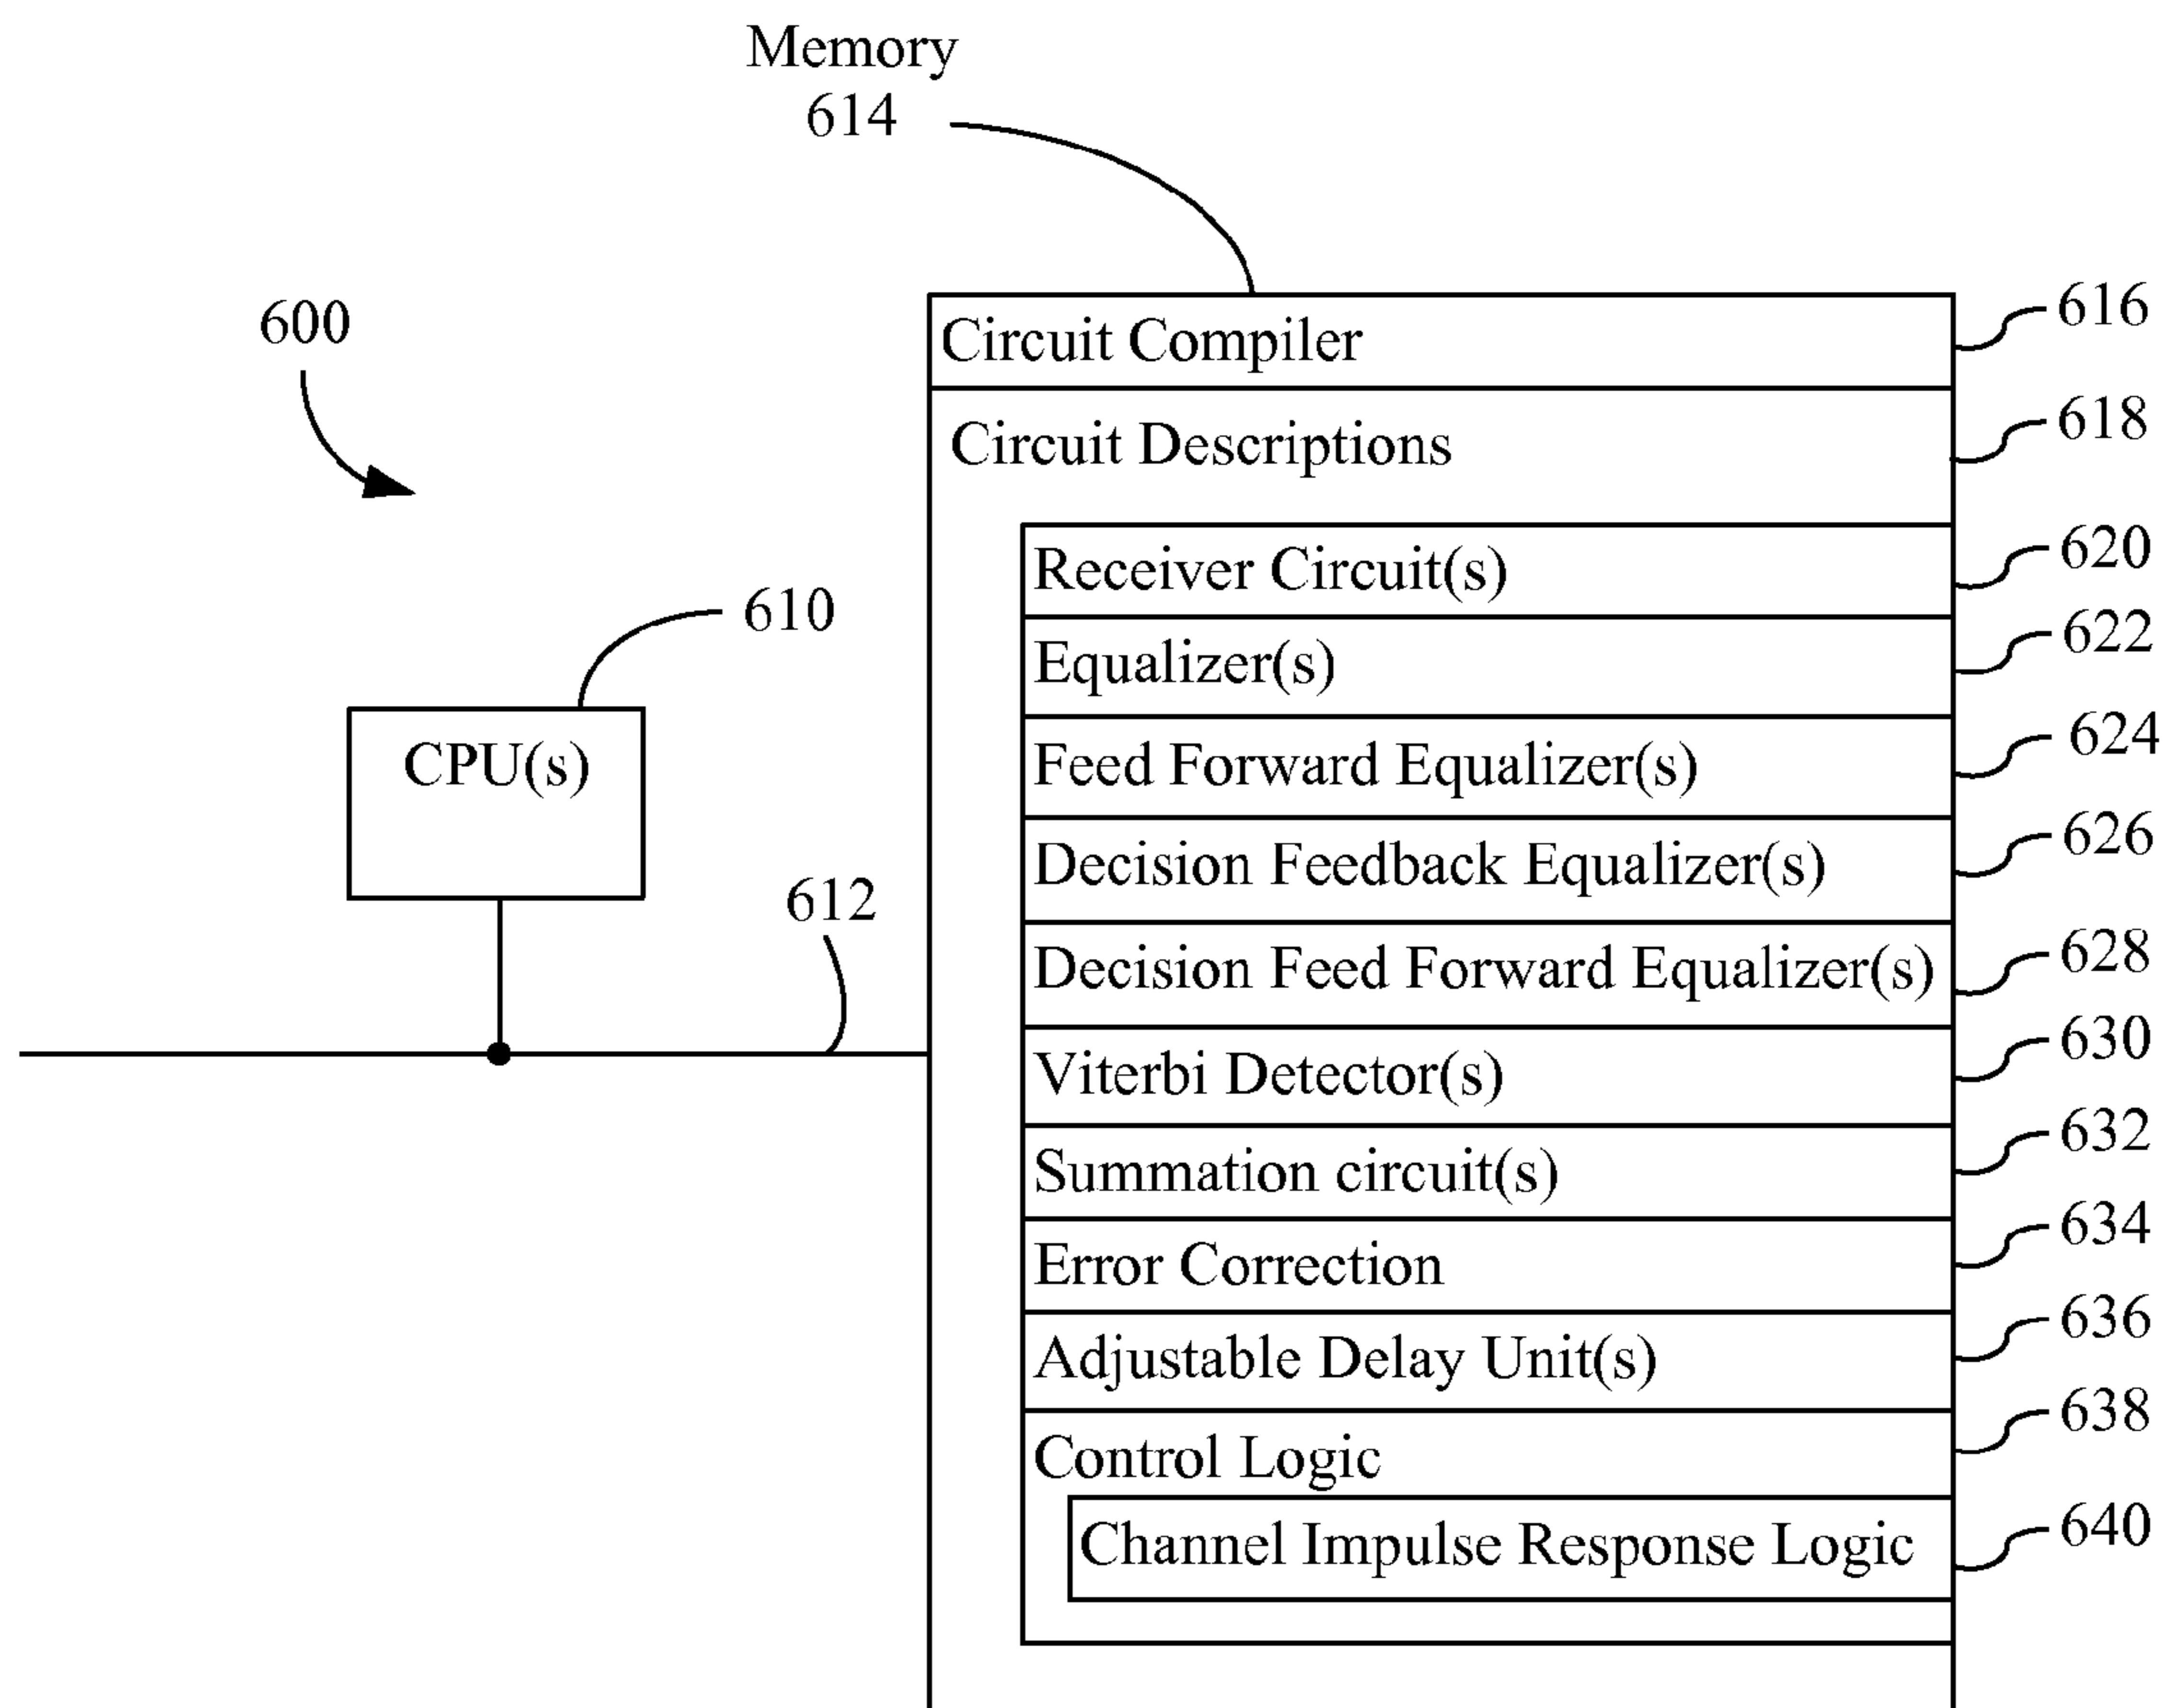 Memory
614
600
610
CPU(s)
612
Circuit Compiler
616
Circuit Descriptions
618
Receiver Circuit(s)
620
Equalizer(s)
622
Feed Forward Equalizer(s)
624
Decision Feedback Equalizer(s)
626
Decision Feed Forward Equalizer(s)
628
Viterbi Detector(s)
630
Summation circuit(s)
632
Error Correction
634
Adjustable Delay Unit(s)
636
Control Logic
638
Channel Impulse Response Logic
640